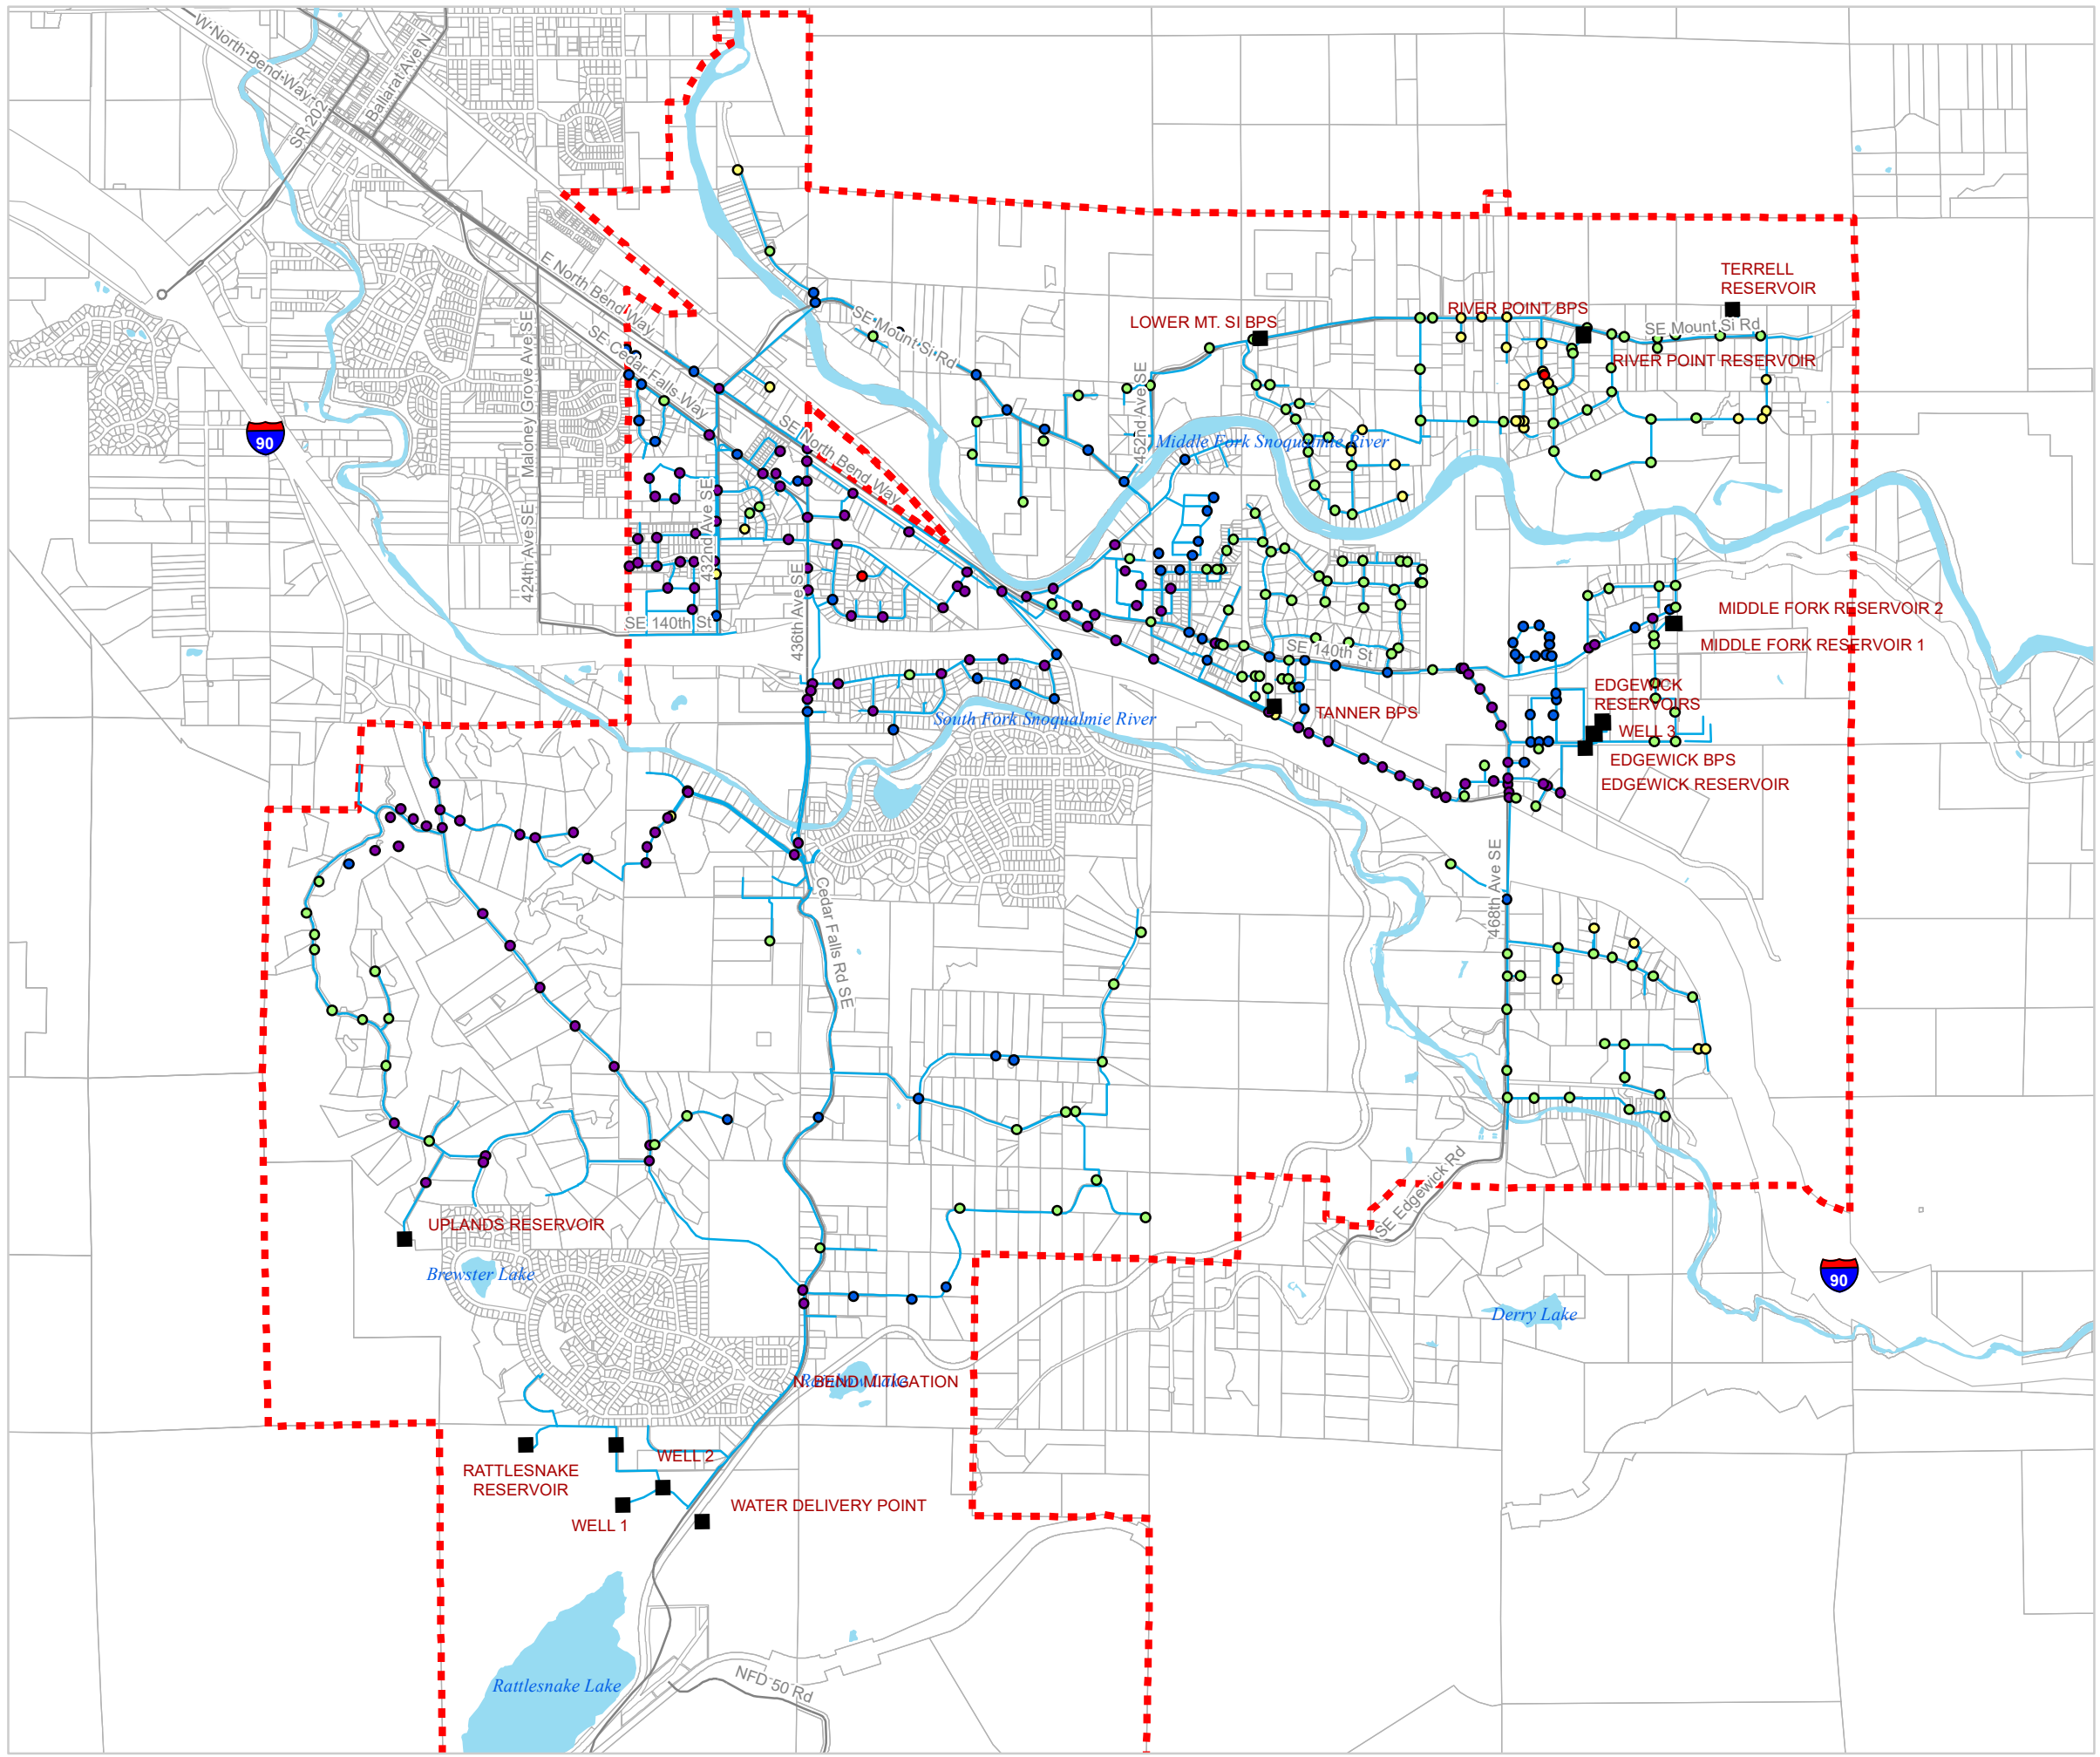 W North Bend Way
Ballarat Ave N
SR 202
TERRELL
RESERVOIR
E North Bend Way
RIVER POINT BPS
SE Mount Si Rd
LOWER MT. SI BPS
SE Mount Si Rd
SE Cedar Falls Way
RIVER POINT RESERVOIR
Maloney Grove Ave SE
452nd Ave SE
90
SE North Bend Way
Middle Fork Snoqualmie River
432nd Ave SE
424th Ave SE
436th Ave SE
MIDDLE FORK RESERVOIR 2
SE 140th St
SE 140th St
MIDDLE FORK RESERVOIR 1
EDGEWICK
RESERVOIRS
South Fork Snoqualmie River
TANNER BPS
WELL 3
EDGEWICK BPS
EDGEWICK RESERVOIR
468th Ave SE
Cedar Falls Rd SE
SE Edgewick Rd
UPLANDS RESERVOIR
Brewster Lake
90
Derry Lake
N. BEND MITIGATION
WELL 2
RATTLESNAKE
RESERVOIR
WATER DELIVERY POINT
WELL 1
Rattlesnake Lake
NFD 50 Rd